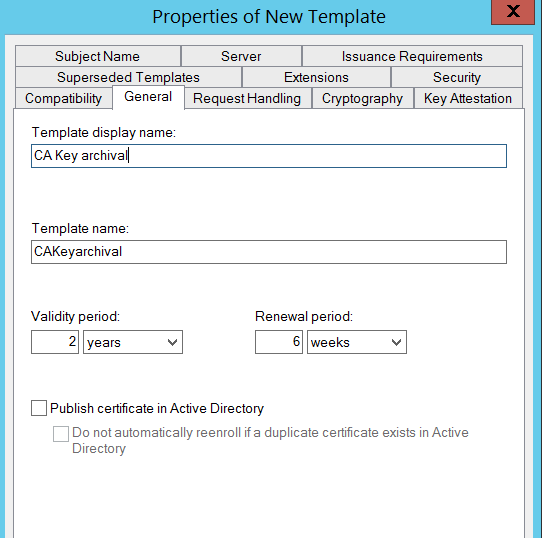 Properties of New Template
X
Subject Name
Server
Issuance Requirements
Superseded Templates
Extensions
Security
Compatibility
General
Request Handling
Cryptography
Key Attestation
Template display name:
CA Key archival
Template name:
CAKeyarchival
Validity period:
Renewal period:
2
years
6
weeks
Publish certificate in Active Directory
Do not automatically reenroll if a duplicate certificate exists in Active
Directory